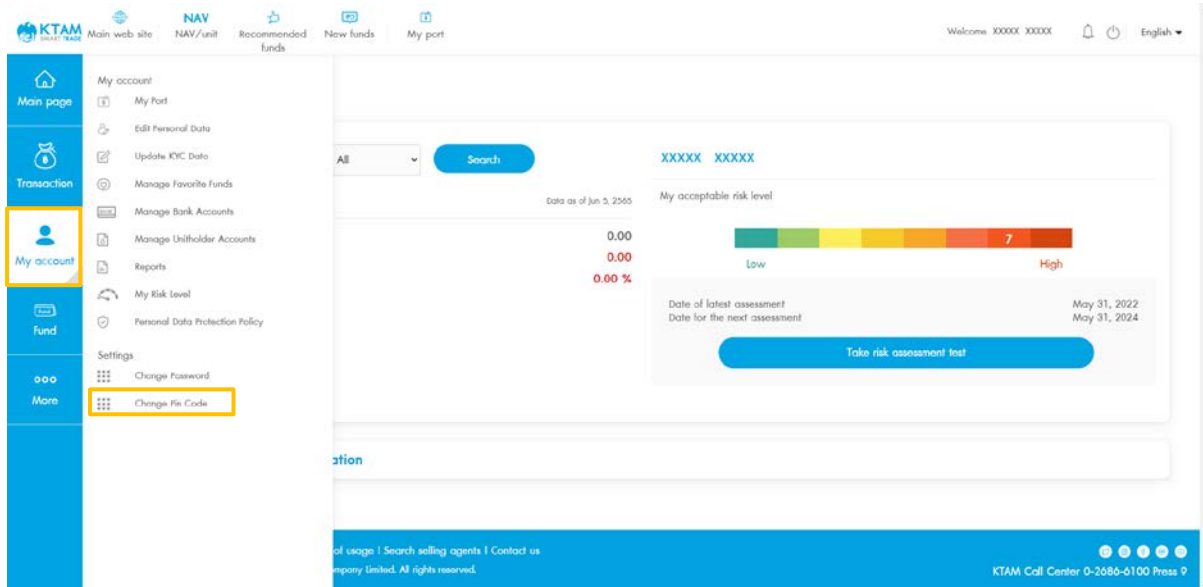 KTAM
SMART TRADE
Main web site
NAV
NAV/unit
Recommended
funds
New funds
My port
Welcome XXXXX XXXXX
English
Main page
Transaction
My account
Fund
More
My account
My Port
Edit Personal Data
Update KYC Data
Manage Favorite Funds
Manage Bank Accounts
Manage Unitholder Accounts
Reports
My Risk Level
Personal Data Protection Policy
Settings
Change Password
Change Pin Code
All
Search
Data as of Jun 5, 2565
0.00
0.00
0.00 %
XXXXX XXXXX
My acceptable risk level
7
Low
High
Date of latest assessment
May 31, 2022
Date for the next assessment
May 31, 2024
Take risk assessment test
ation
of usage | Search selling agents | Contact us
mpany Limited. All rights reserved.
KTAM Call Center 0-2686-6100 Press 9